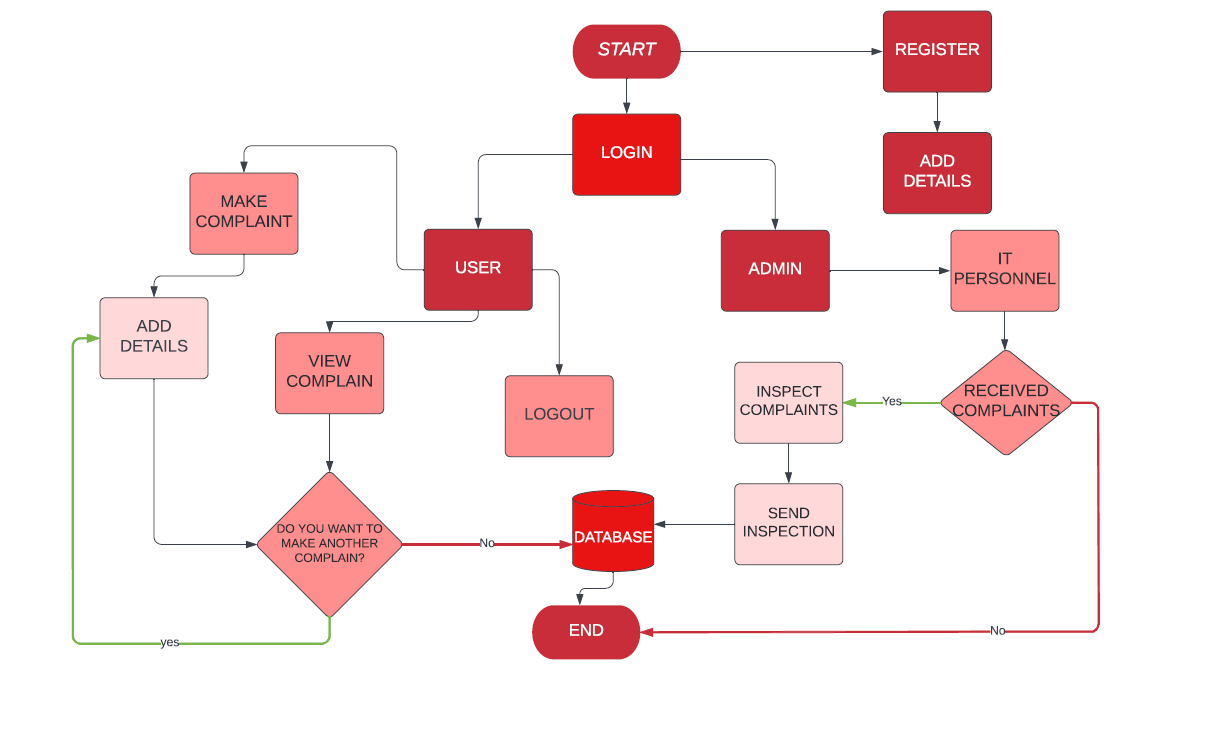 START
REGISTER
LOGIN
ADD
DETAILS
MAKE
COMPLAINT
USER
ADMIN
IT
PERSONNEL
ADD
DETAILS
VIEW
COMPLAIN
LOGOUT
INSPECT
COMPLAINTS
Yes
RECEIVED
COMPLAINTS
DO YOU WANT TO
MAKE ANOTHER
COMPLAIN?
No
DATABASE
SEND
INSPECTION
yes
END
No